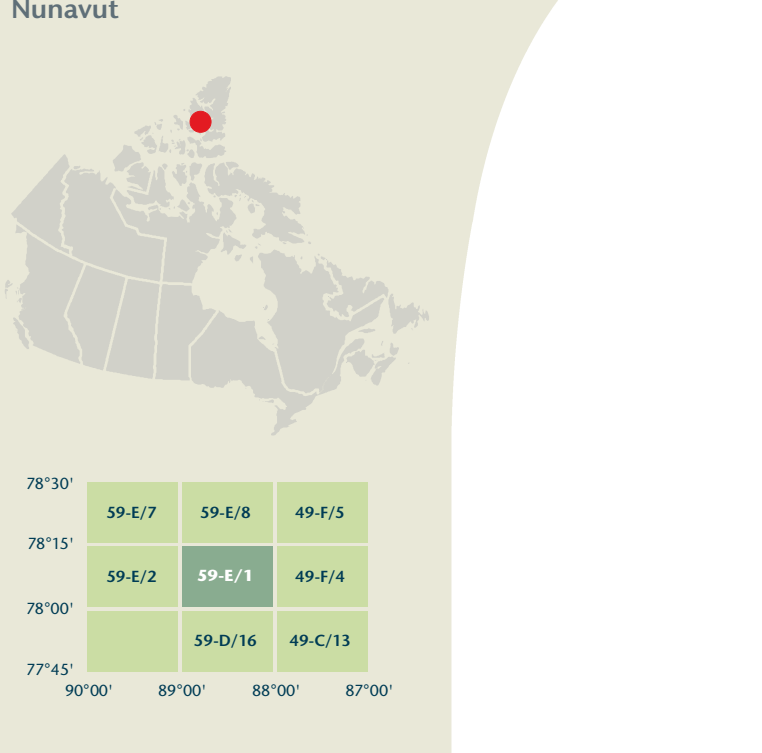 Nunavut
78°30'
59-E/7 59-E/8 49-F/5
78°15'
59-E/2 59-E/1 49-F/4
78°00'
59-D/16 49-C/13
77°45'
90°00' 89°00' 88°00' 87°00'